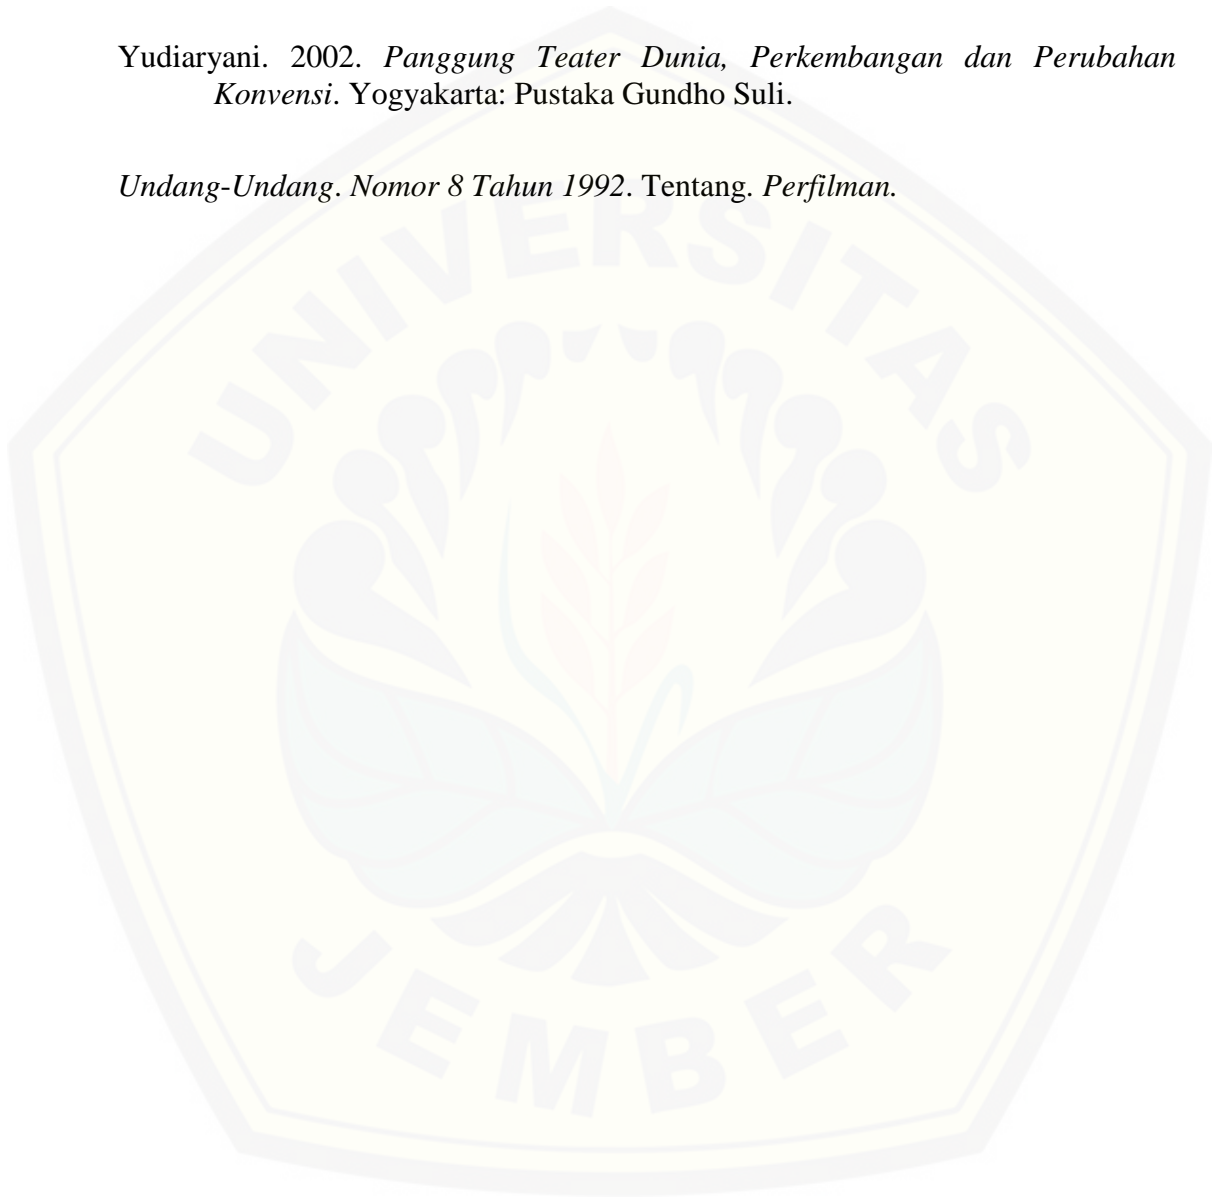 Yudiaryani. 2002. Panggung Teater Dunia, Perkembangan dan Perubahan
Konvensi. Yogyakarta: Pustaka Gundho Suli.
Undang-Undang. Nomor 8 Tahun 1992. Tentang. Perfilman.
UNIVERSITAS
JEMBER